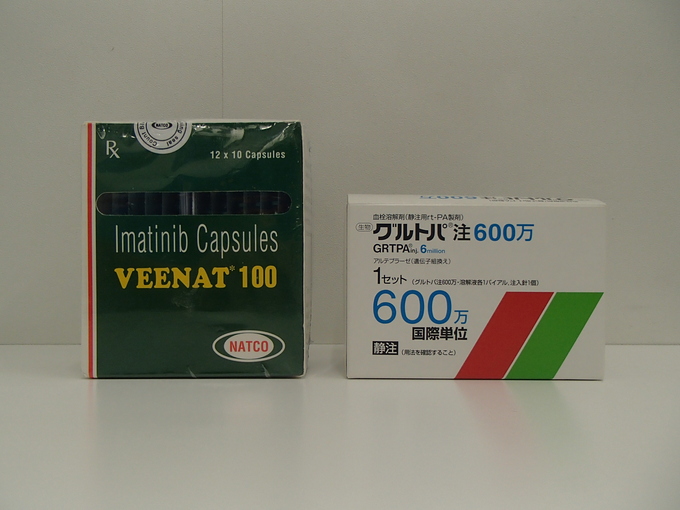 NATCO
Rx
12 x 10 Capsules
Imatinib Capsules
VEENAT* 100
NATCO
血栓溶解剤(静注用rt-PA製剤)
生物 グルトパ®注600万
GRTPA® inj. 6million
アルテプラーゼ(遺伝子組換え)
1セット (グルトパ注600万・溶解液各1バイアル、注入針1個)
600万
国際単位
静注 (用法を確認すること)